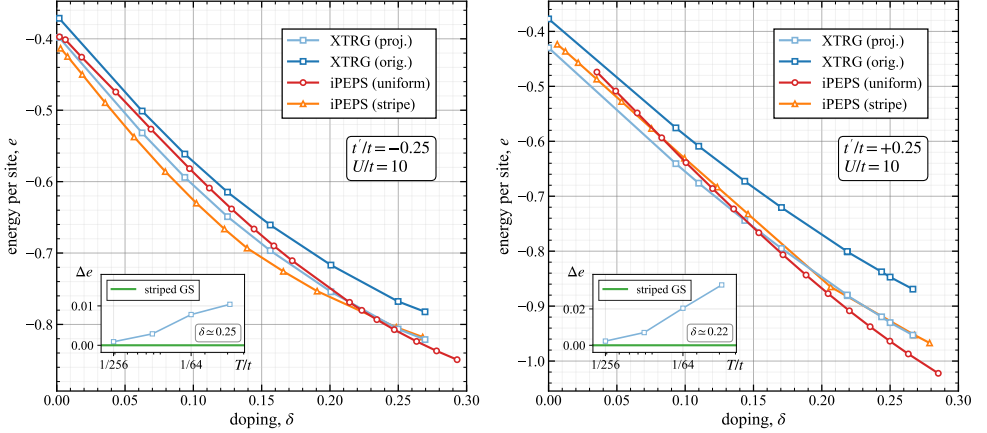 XTRG (proj.)
XTRG (orig.)
iPEPS (uniform)
iPEPS (stripe)
t′/t = −0.25
U/t = 10
energy per site, e
−0.4
−0.5
−0.6
−0.7
−0.8
Δe
0.01
0.00
striped GS
δ≃0.25
1/256
1/64
T/t
0.00
0.05
0.10
0.15
0.20
0.25
0.30
doping, δ
XTRG (proj.)
XTRG (orig.)
iPEPS (uniform)
iPEPS (stripe)
t′/t = +0.25
U/t = 10
energy per site, e
−0.4
−0.5
−0.6
−0.7
−0.8
−0.9
−1.0
Δe
0.02
0.00
striped GS
δ≃0.22
1/256
1/64
T/t
0.00
0.05
0.10
0.15
0.20
0.25
0.30
doping, δ